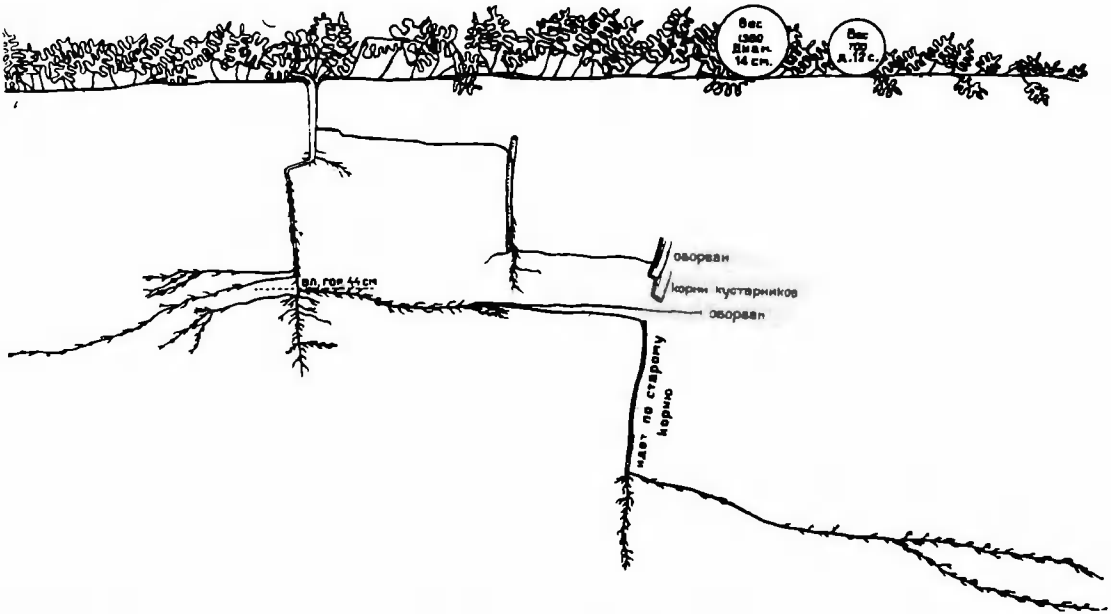 Вес
1380
Диам.
14 см.
Вес
700
Д. 12 с.
оборван
корни кустарников
вл. гор 44 см
оборван
идет по старому
корню